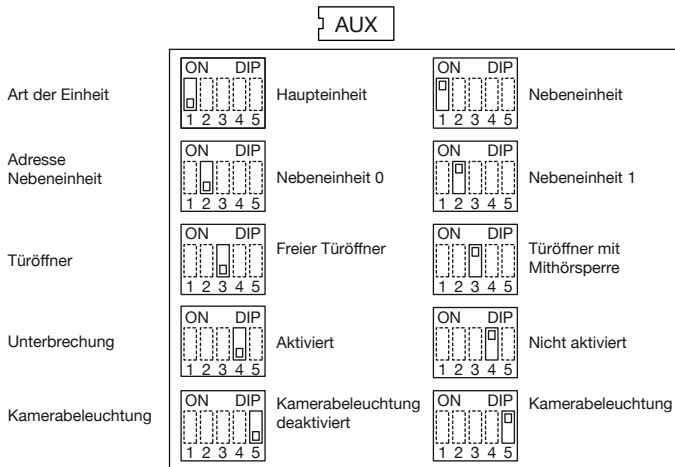 AUX
ON DIP
ON DIP
Art der Einheit
Haupteinheit
Nebeneinheit
1 2 3 4 5
1 2 3 4 5
ON DIP
ON DIP
Adresse
Nebeneinheit
Nebeneinheit 0
Nebeneinheit 1
1 2 3 4 5
1 2 3 4 5
ON DIP
ON DIP
Türöffner
Freier Türöffner
Türöffner mit
Mithörsperre
1 2 3 4 5
1 2 3 4 5
ON DIP
ON DIP
Unterbrechung
Aktiviert
Nicht aktiviert
1 2 3 4 5
1 2 3 4 5
ON DIP
ON DIP
Kamerabeleuchtung
Kamerabeleuchtung
deaktiviert
Kamerabeleuchtung
1 2 3 4 5
1 2 3 4 5